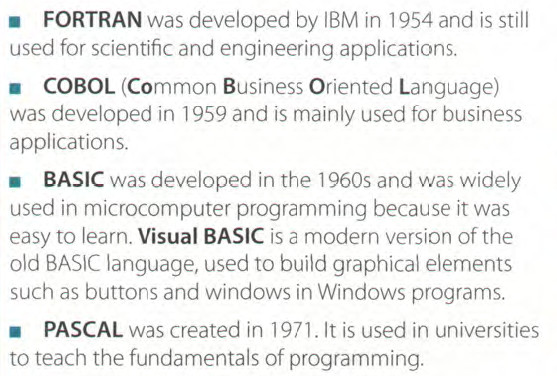 ■ FORTRAN was developed by IBM in 1954 and is still
used for scientific and engineering applications.
■ COBOL (Common Business Oriented Language)
was developed in 1959 and is mainly used for business
applications.
■ BASIC was developed in the 1960s and was widely
used in microcomputer programming because it was
easy to learn. Visual BASIC is a modern version of the
old BASIC language, used to build graphical elements
such as buttons and windows in Windows programs.
■ PASCAL was created in 1971. It is used in universities
to teach the fundamentals of programming.